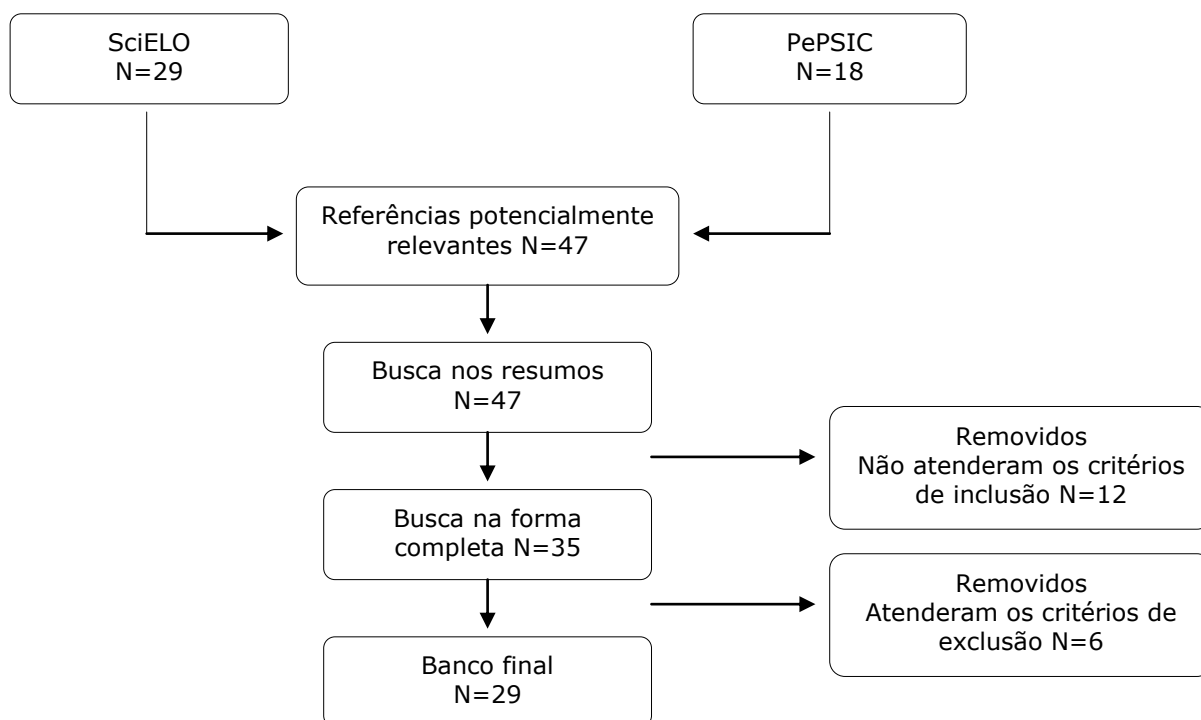 SciELO
N=29
PePSIC
N=18
Referências potencialmente
relevantes N=47
Busca nos resumos
N=47
Removidos
Não atenderam os critérios
de inclusão N=12
Busca na forma
completa N=35
Removidos
Atenderam os critérios de
exclusão N=6
Banco final
N=29